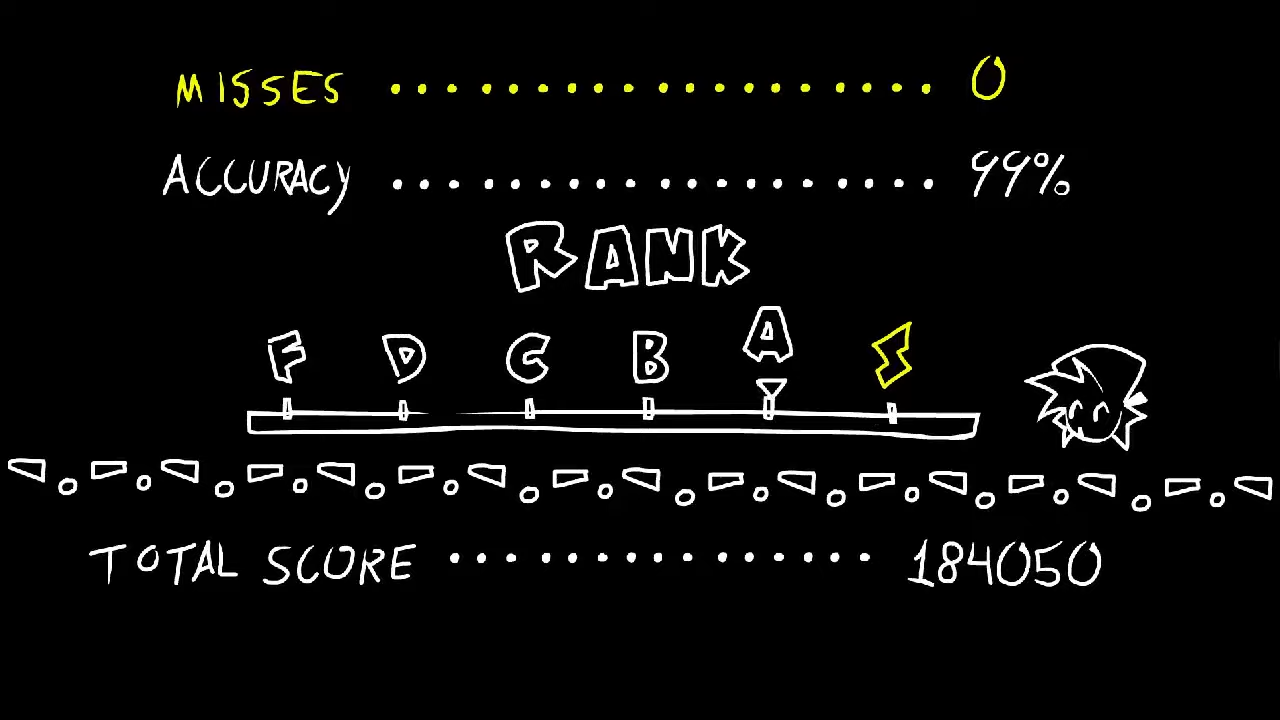 MISSES 0
ACCURACY 99%
RANK
F D C B A S
TOTAL SCORE 184050